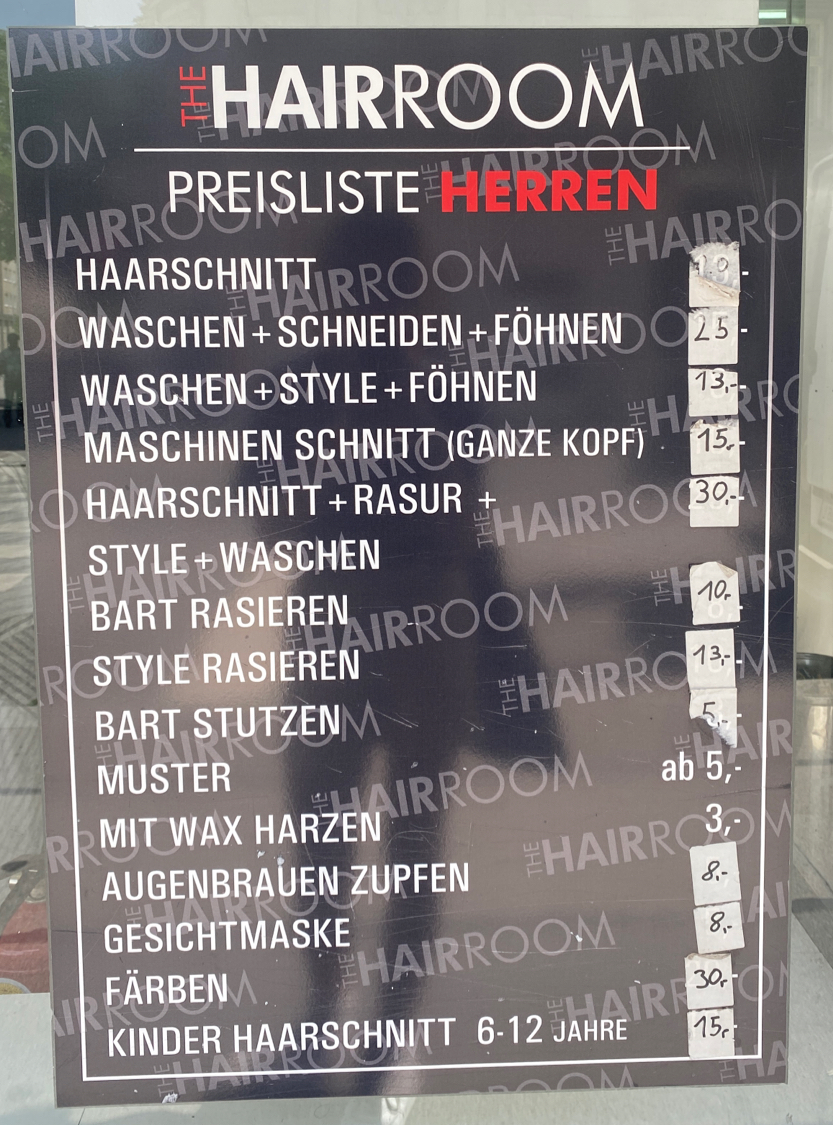 THE HAIRROOM
PREISLISTE HERREN
HAARSCHNITT
WASCHEN + SCHNEIDEN + FÖHNEN 25 -
WASCHEN + STYLE + FÖHNEN 13,-
MASCHINEN SCHNITT (GANZE KOPF) 15,-
HAARSCHNITT + RASUR + 30,-
STYLE + WASCHEN
BART RASIEREN 10,-
STYLE RASIEREN 13,-
BART STUTZEN 5,-
MUSTER ab 5,-
MIT WAX HARZEN 3,-
AUGENBRAUEN ZUPFEN 8,-
GESICHTMASKE 8,-
FÄRBEN 30,-
KINDER HAARSCHNITT 6-12 JAHRE 15,-